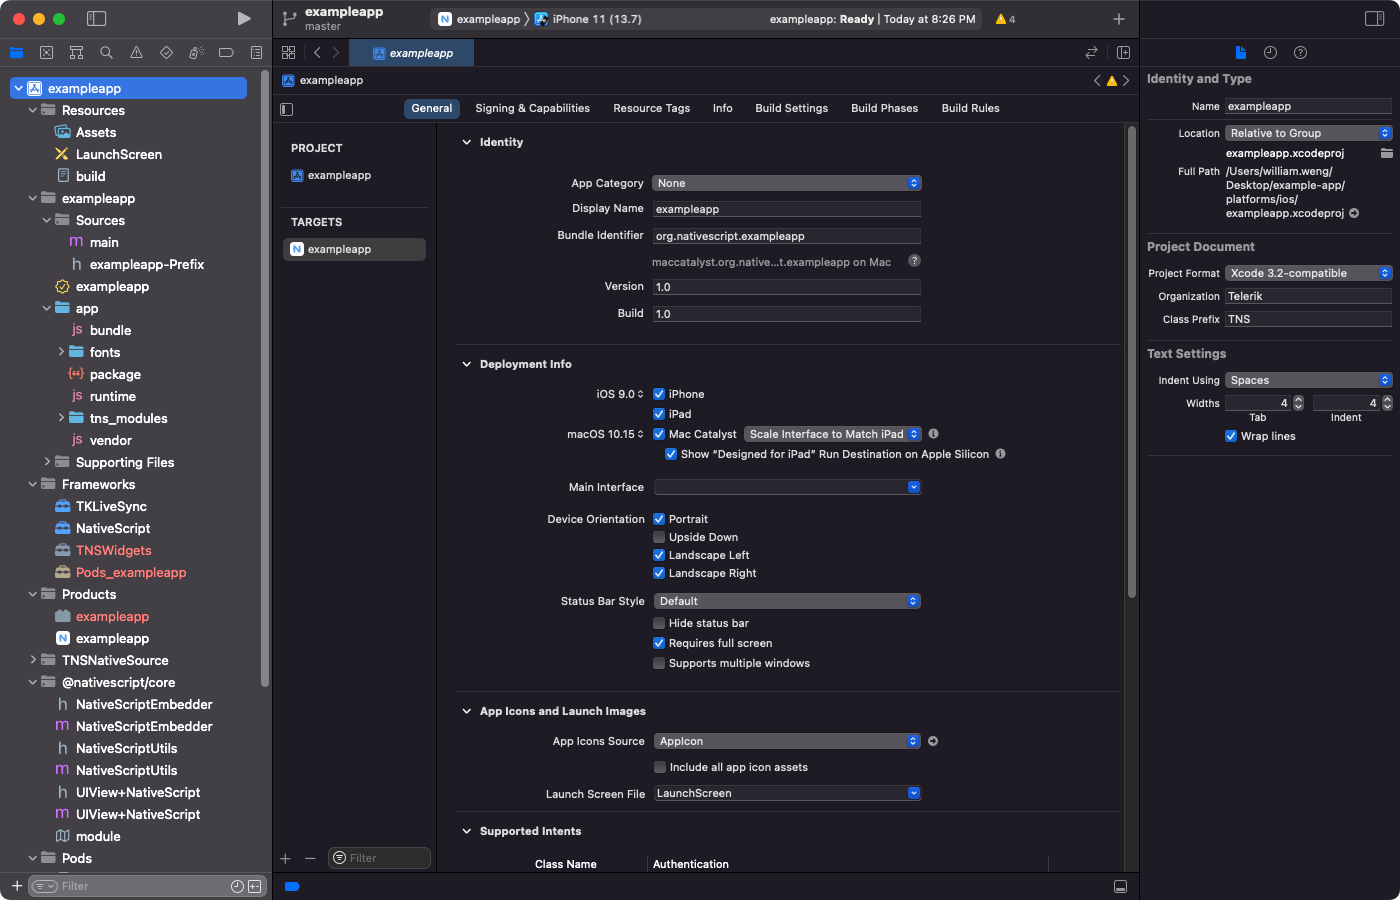 exampleapp
master
exampleapp
iPhone 11 (13.7)
exampleapp: Ready | Today at 8:26 PM
4
exampleapp
exampleapp
General
Signing & Capabilities
Resource Tags
Info
Build Settings
Build Phases
Build Rules
exampleapp
Resources
Assets
LaunchScreen
build
exampleapp
Sources
m main
h exampleapp-Prefix
exampleapp
app
js bundle
fonts
package
js runtime
tns_modules
js vendor
Supporting Files
Frameworks
TKLiveSync
NativeScript
TNSWidgets
Pods_exampleapp
Products
exampleapp
N exampleapp
TNSNativeSource
@nativescript/core
h NativeScriptEmbedder
m NativeScriptEmbedder
h NativeScriptUtils
m NativeScriptUtils
h UIView+NativeScript
m UIView+NativeScript
module
Pods
Filter
PROJECT
exampleapp
TARGETS
N exampleapp
Filter
Identity
App Category None
Display Name exampleapp
Bundle Identifier org.nativescript.exampleapp
maccatalyst.org.native...t.exampleapp on Mac ?
Version 1.0
Build 1.0
Deployment Info
iOS 9.0 iPhone
iPad
macOS 10.15 Mac Catalyst Scale Interface to Match iPad
Show “Designed for iPad” Run Destination on Apple Silicon
Main Interface
Device Orientation Portrait
Upside Down
Landscape Left
Landscape Right
Status Bar Style Default
Hide status bar
Requires full screen
Supports multiple windows
App Icons and Launch Images
App Icons Source AppIcon
Include all app icon assets
Launch Screen File LaunchScreen
Supported Intents
Class Name Authentication
Identity and Type
Name exampleapp
Location Relative to Group
exampleapp.xcodeproj
Full Path /Users/william.weng/
Desktop/example-app/
platforms/ios/
exampleapp.xcodeproj
Project Document
Project Format Xcode 3.2-compatible
Organization Telerik
Class Prefix TNS
Text Settings
Indent Using Spaces
Widths 4 4
Tab Indent
Wrap lines